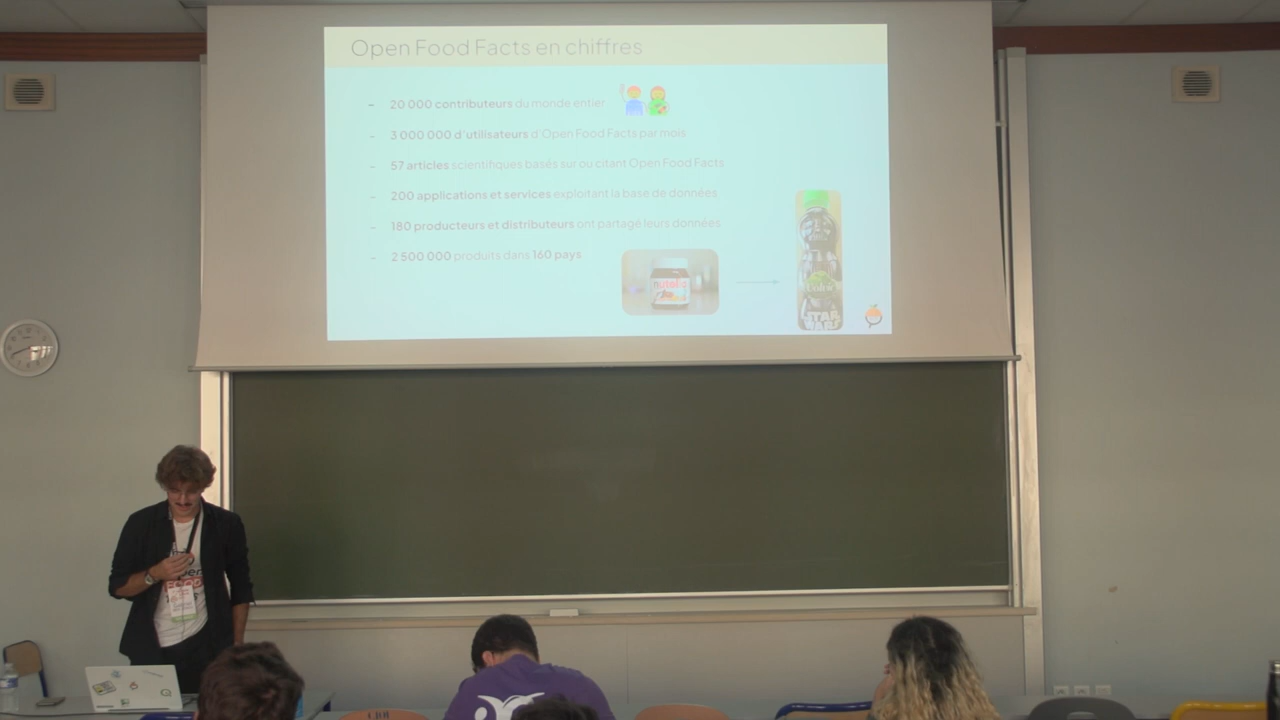 Open Food Facts en chiffres
- 20 000 contributeurs du monde entier
- 3 000 000 d'utilisateurs d'Open Food Facts par mois
- 57 articles scientifiques basés sur ou citant Open Food Facts
- 200 applications et services exploitant la base de données
- 180 producteurs et distributeurs ont partagé leurs données
- 2 500 000 produits dans 160 pays
nutella
Volvic
STAR
WARS
FOOD